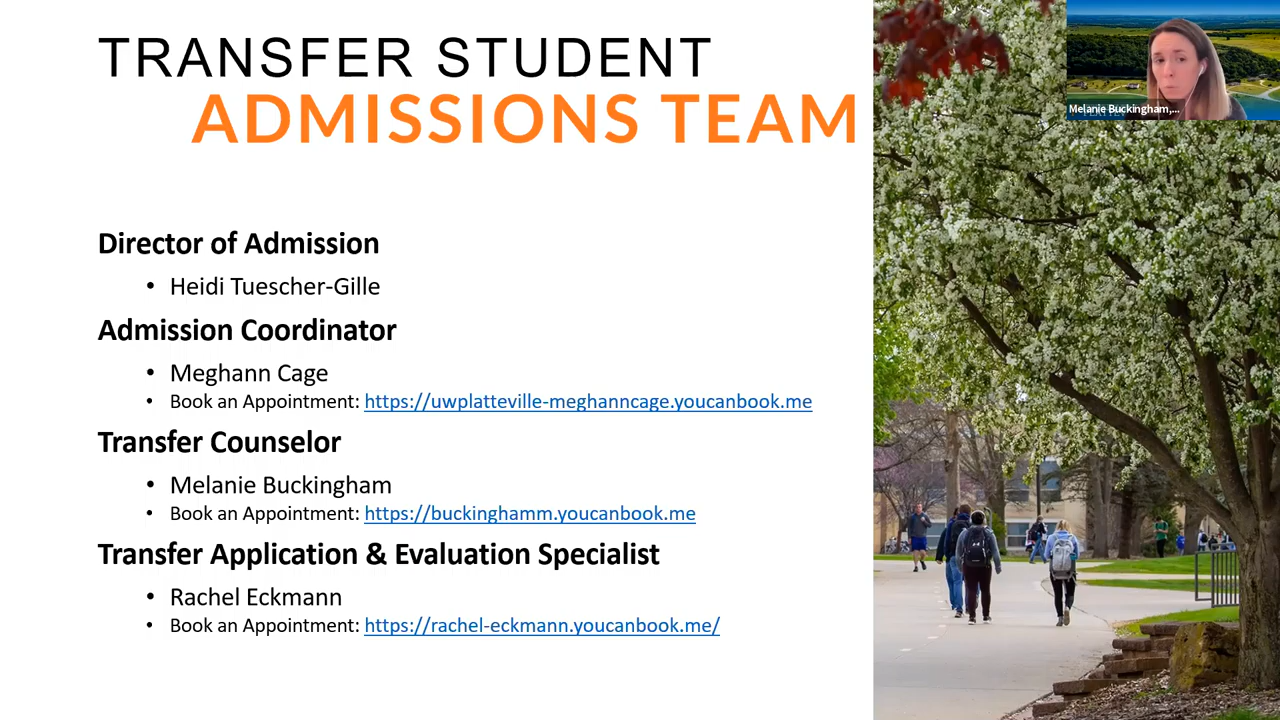 TRANSFER STUDENT
ADMISSIONS TEAM
Melanie Buckingham,...
Director of Admission
• Heidi Tuescher-Gille
Admission Coordinator
• Meghann Cage
• Book an Appointment: https://uwplatteville-meghanncage.youcanbook.me
Transfer Counselor
• Melanie Buckingham
• Book an Appointment: https://buckinghamm.youcanbook.me
Transfer Application & Evaluation Specialist
• Rachel Eckmann
• Book an Appointment: https://rachel-eckmann.youcanbook.me/